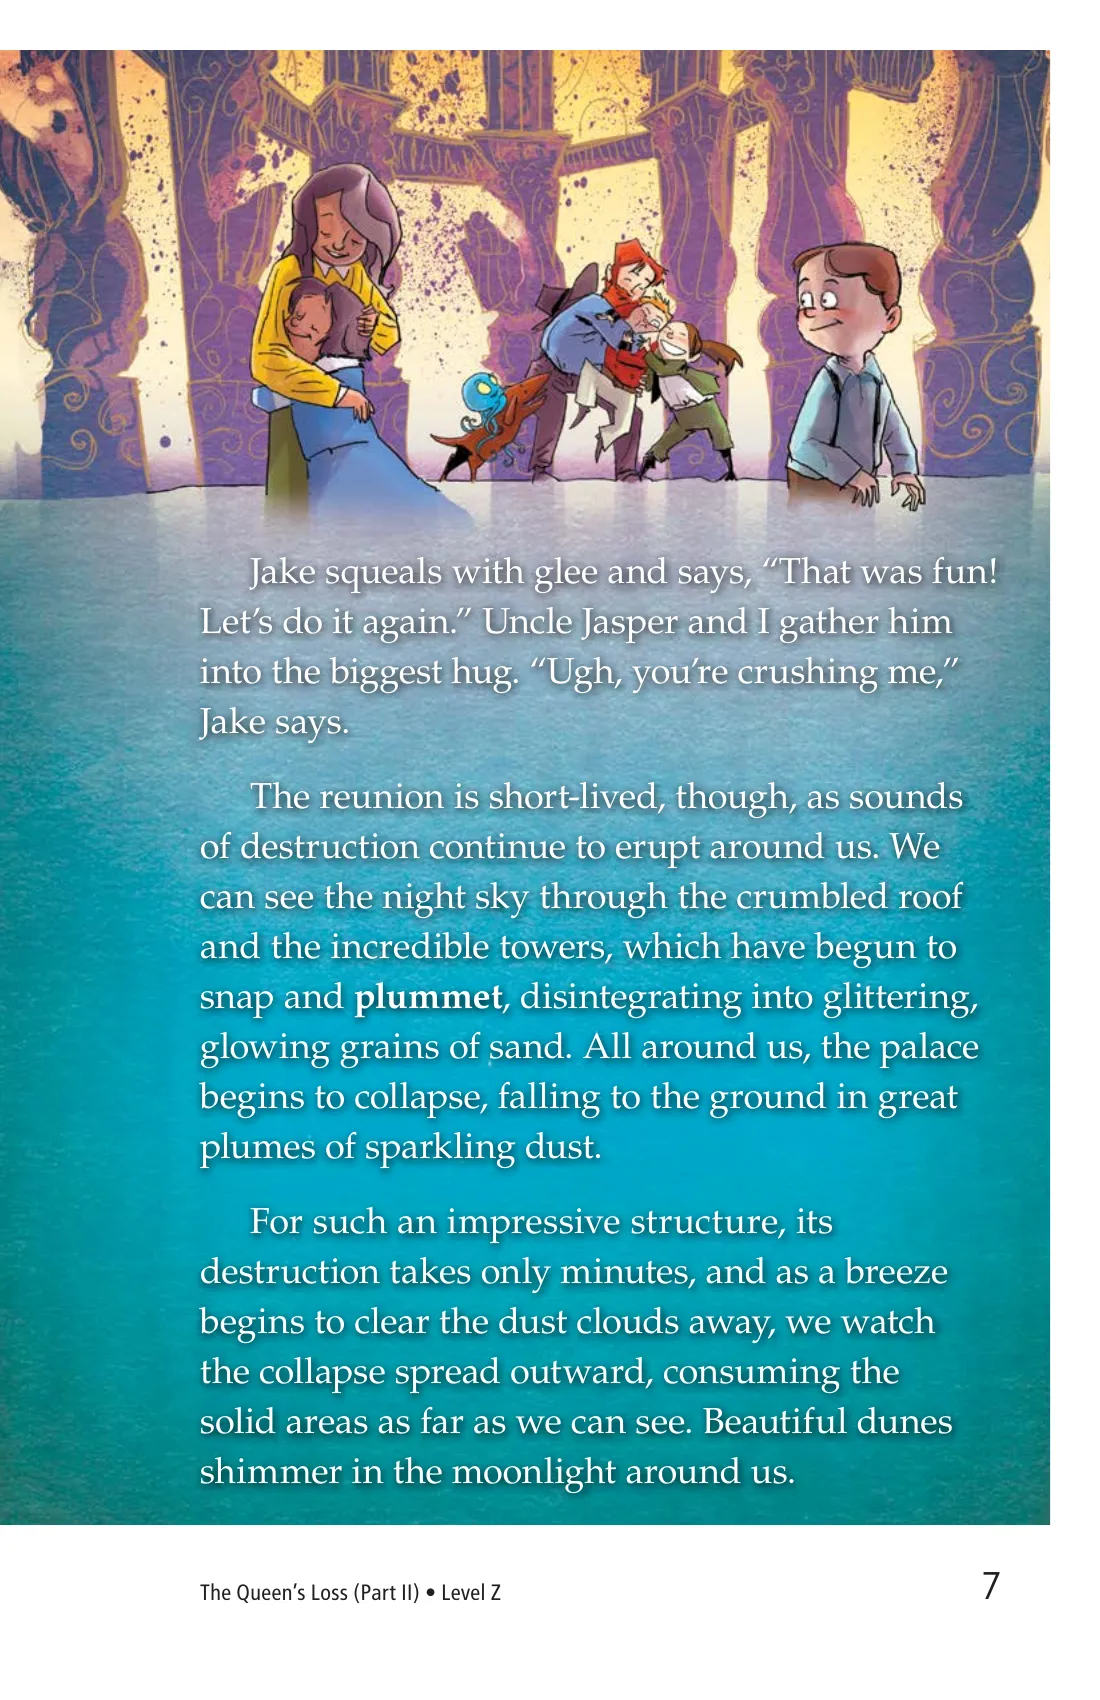 Jake squeals with glee and says, “That was fun!
Let’s do it again.” Uncle Jasper and I gather him
into the biggest hug. “Ugh, you’re crushing me,”
Jake says.
The reunion is short-lived, though, as sounds
of destruction continue to erupt around us. We
can see the night sky through the crumbled roof
and the incredible towers, which have begun to
snap and plummet, disintegrating into glittering,
glowing grains of sand. All around us, the palace
begins to collapse, falling to the ground in great
plumes of sparkling dust.
For such an impressive structure, its
destruction takes only minutes, and as a breeze
begins to clear the dust clouds away, we watch
the collapse spread outward, consuming the
solid areas as far as we can see. Beautiful dunes
shimmer in the moonlight around us.
The Queen’s Loss (Part II) • Level Z
7